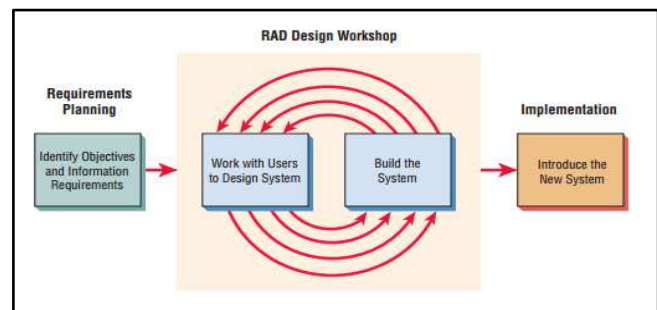 RAD Design Workshop
Requirements
Planning
Identify Objectives
and Information
Requirements
Work with Users
to Design System
Build the
System
Implementation
Introduce the
New System